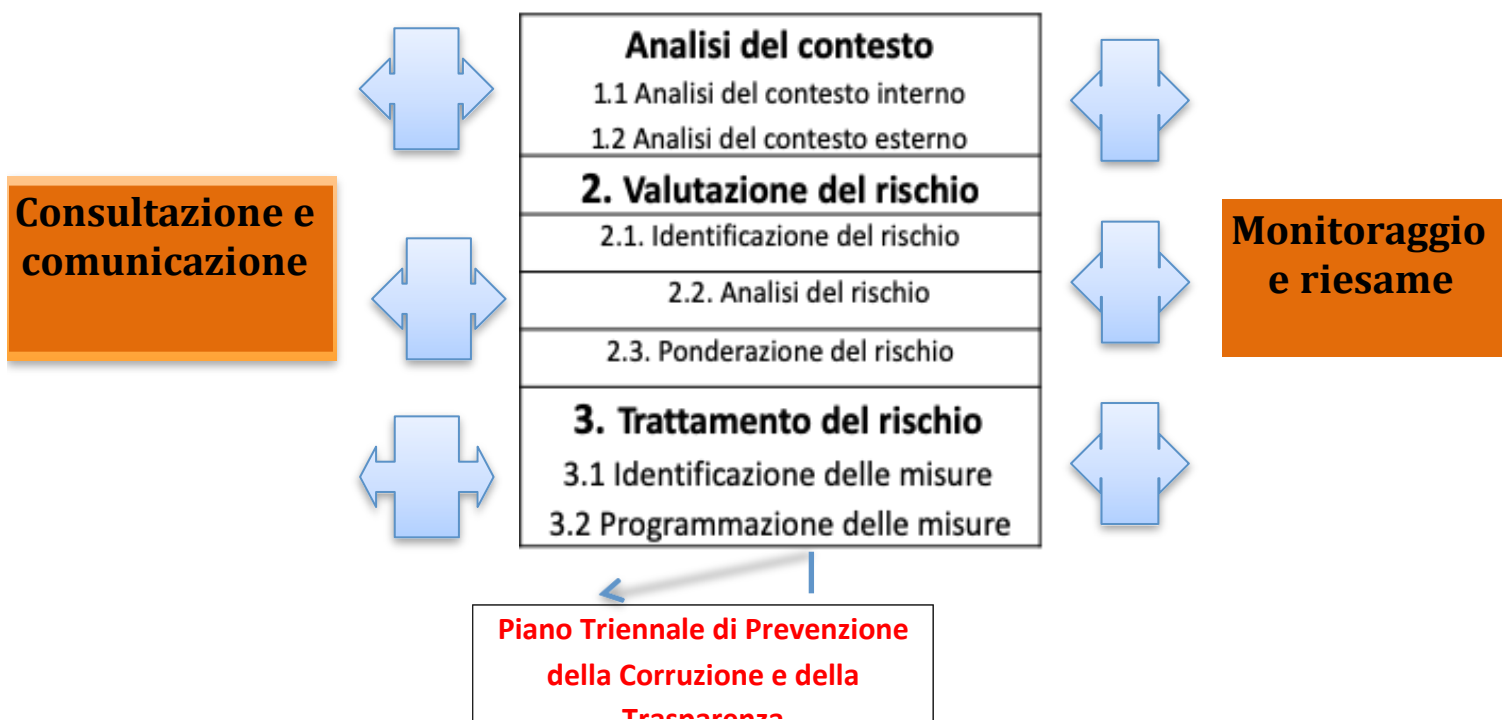 Analisi del contesto
1.1 Analisi del contesto interno
1.2 Analisi del contesto esterno
2. Valutazione del rischio
2.1. Identificazione del rischio
2.2. Analisi del rischio
2.3. Ponderazione del rischio
3. Trattamento del rischio
3.1 Identificazione delle misure
3.2 Programmazione delle misure
Consultazione e
comunicazione
Monitoraggio
e riesame
Piano Triennale di Prevenzione
della Corruzione e della
Trasparenza